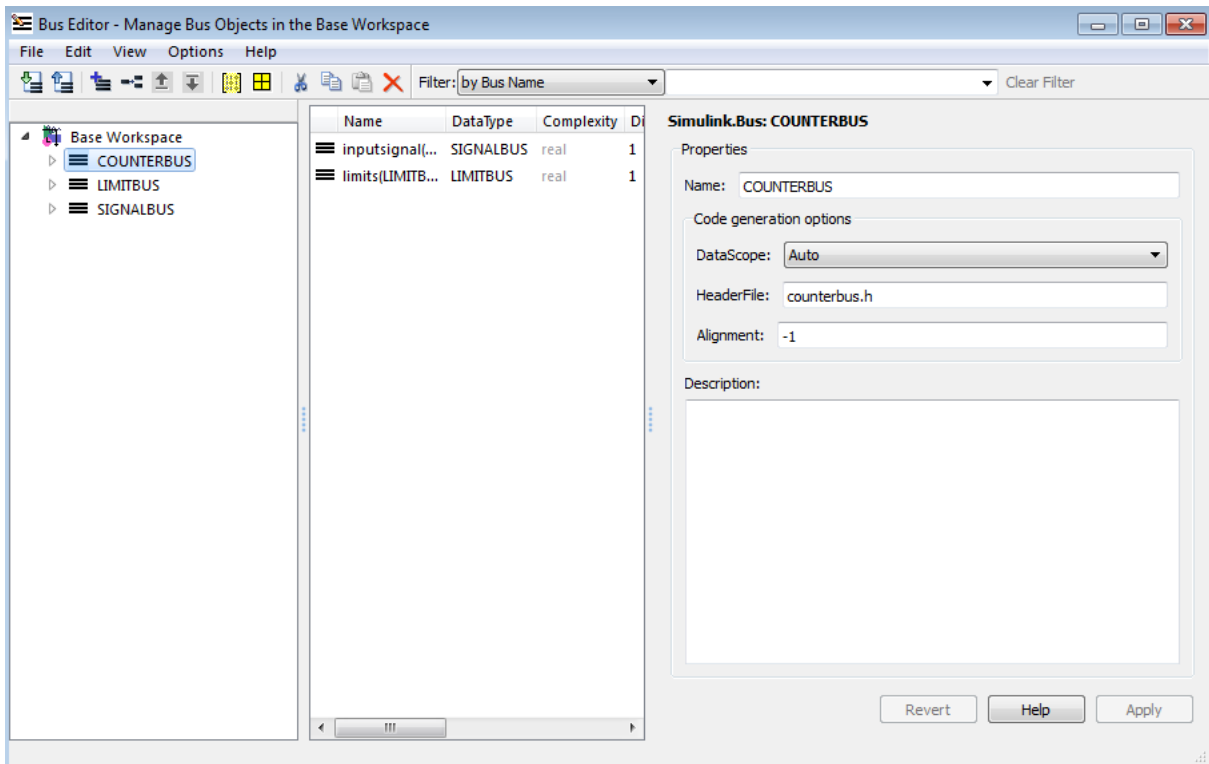 Bus Editor - Manage Bus Objects in the Base Workspace
File Edit View Options Help
Filter: by Bus Name Clear Filter
Base Workspace
COUNTERBUS
LIMITBUS
SIGNALBUS
Name DataType Complexity Di
inputsignal(... SIGNALBUS real 1
limits(LIMITB... LIMITBUS real 1
Simulink.Bus: COUNTERBUS
Properties
Name: COUNTERBUS
Code generation options
DataScope: Auto
HeaderFile: counterbus.h
Alignment: -1
Description:
Revert Help Apply